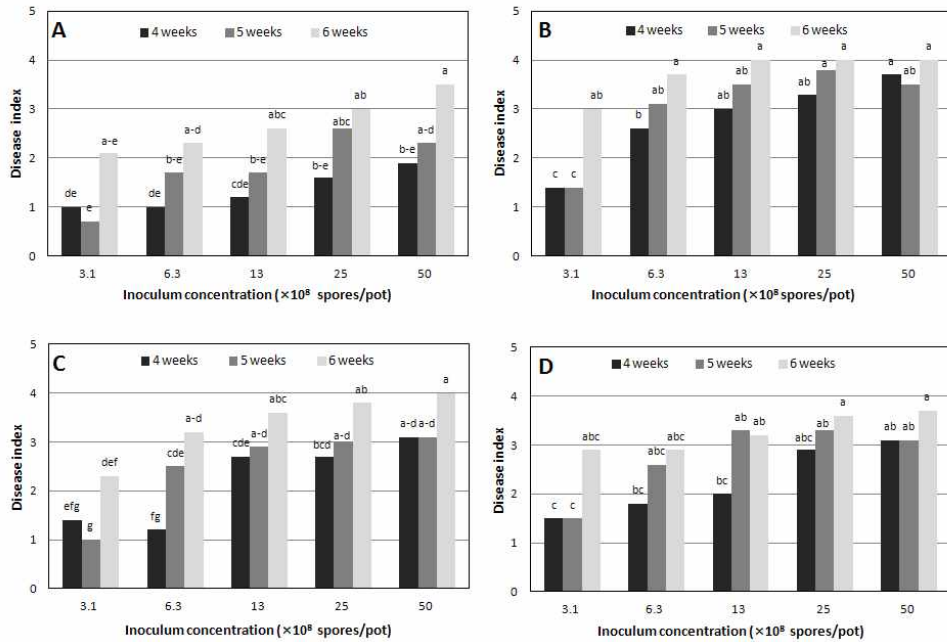 A
4 weeks 5 weeks 6 weeks
Disease index
5
4
3
2
1
0
de e a-e
de b-e a-d
cde b-e abc
b-e abc ab
b-e a-d a
3.1 6.3 13 25 50
Inoculum concentration (×10⁸ spores/pot)
B
4 weeks 5 weeks 6 weeks
Disease index
5
4
3
2
1
0
c c ab
b ab a
ab ab a
ab a a
a ab a
3.1 6.3 13 25 50
Inoculum concentration (×10⁸ spores/pot)
C
4 weeks 5 weeks 6 weeks
Disease index
5
4
3
2
1
0
efg g def
fg cde a-d
cde a-d abc
bcd a-d ab
a-d a-d a
3.1 6.3 13 25 50
Inoculum concentration (×10⁸ spores/pot)
D
4 weeks 5 weeks 6 weeks
Disease index
5
4
3
2
1
0
c c abc
bc abc abc
bc ab ab
abc ab a
ab ab a
3.1 6.3 13 25 50
Inoculum concentration (×10⁸ spores/pot)